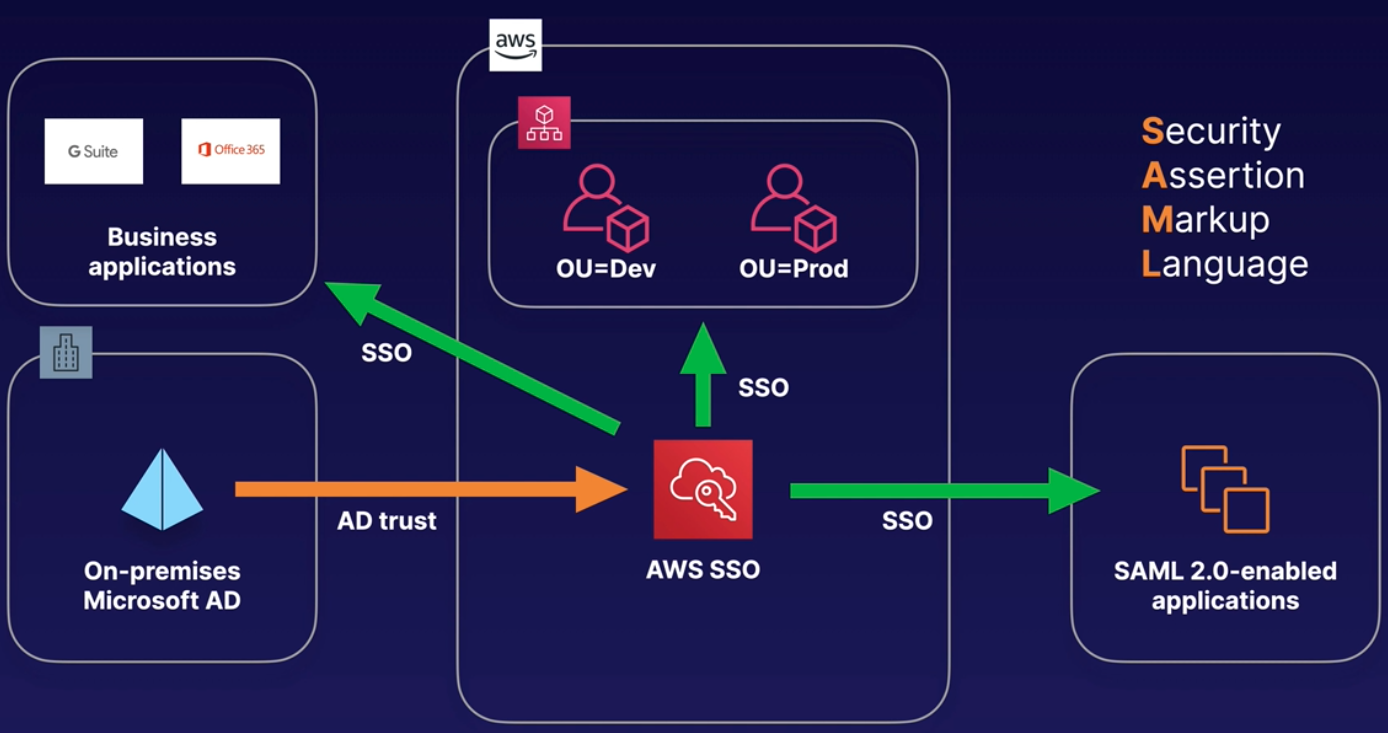 aws
G Suite
Office 365
Business
applications
OU=Dev
OU=Prod
Security
Assertion
Markup
Language
SSO
SSO
AD trust
SSO
On-premises
Microsoft AD
AWS SSO
SAML 2.0-enabled
applications